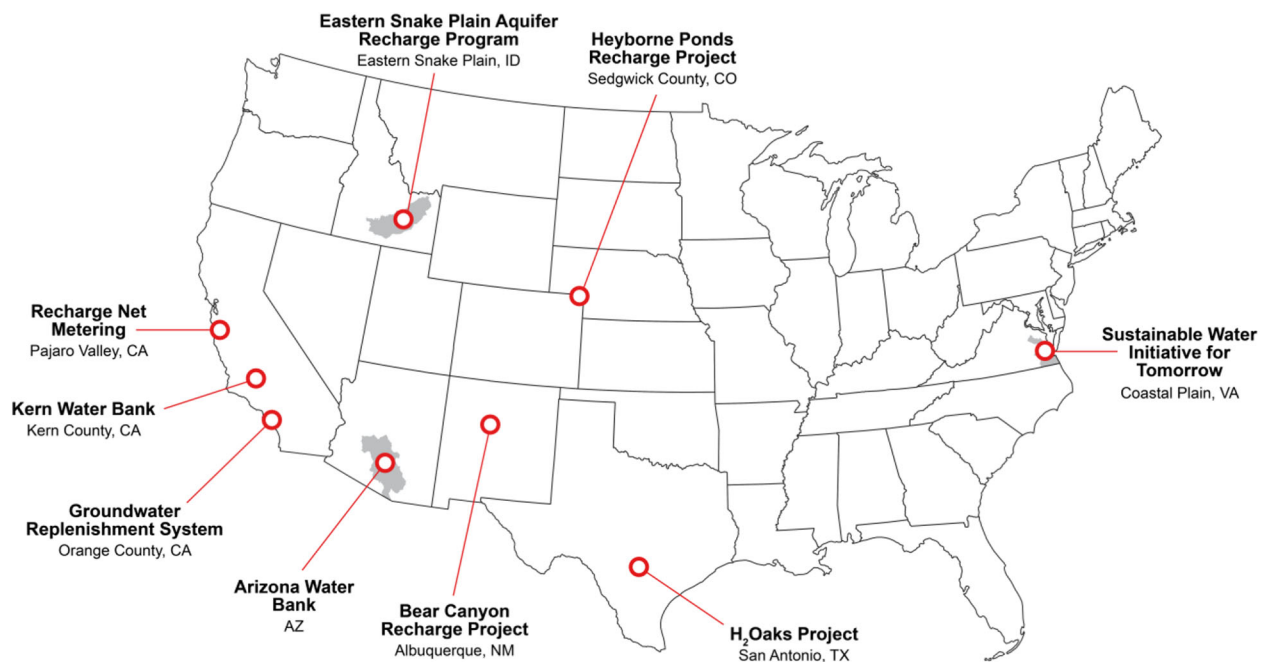 Eastern Snake Plain Aquifer
Recharge Program
Eastern Snake Plain, ID
Heyborne Ponds
Recharge Project
Sedgwick County, CO
Recharge Net
Metering
Pajaro Valley, CA
Sustainable Water
Initiative for
Tomorrow
Coastal Plain, VA
Kern Water Bank
Kern County, CA
Groundwater
Replenishment System
Orange County, CA
Arizona Water
Bank
AZ
Bear Canyon
Recharge Project
Albuquerque, NM
H₂Oaks Project
San Antonio, TX